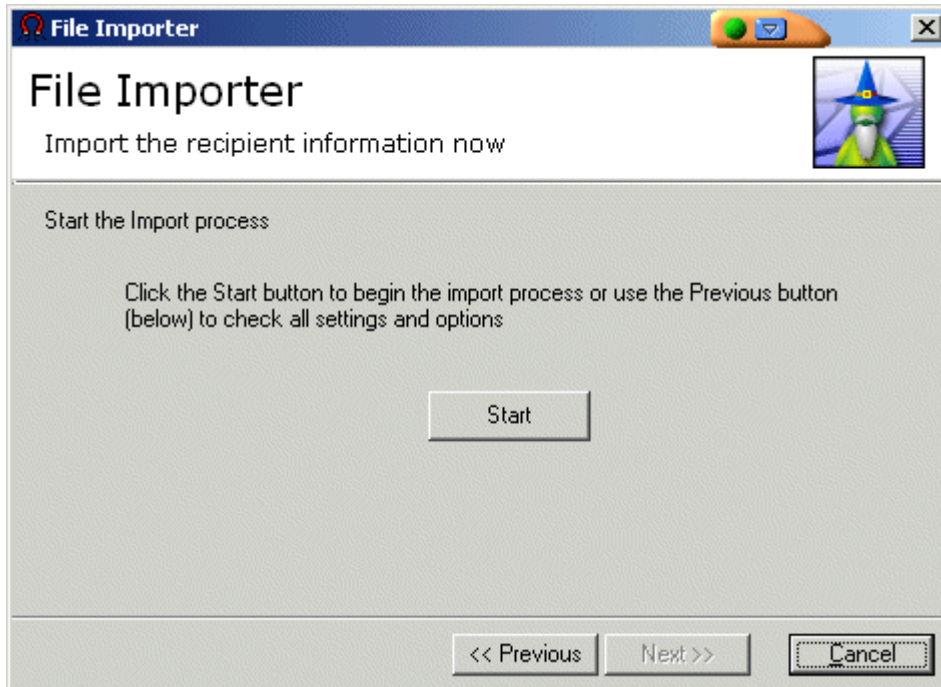 File Importer
File Importer
Import the recipient information now
Start the Import process
Click the Start button to begin the import process or use the Previous button
(below) to check all settings and options
Start
<< Previous
Next >>
Cancel